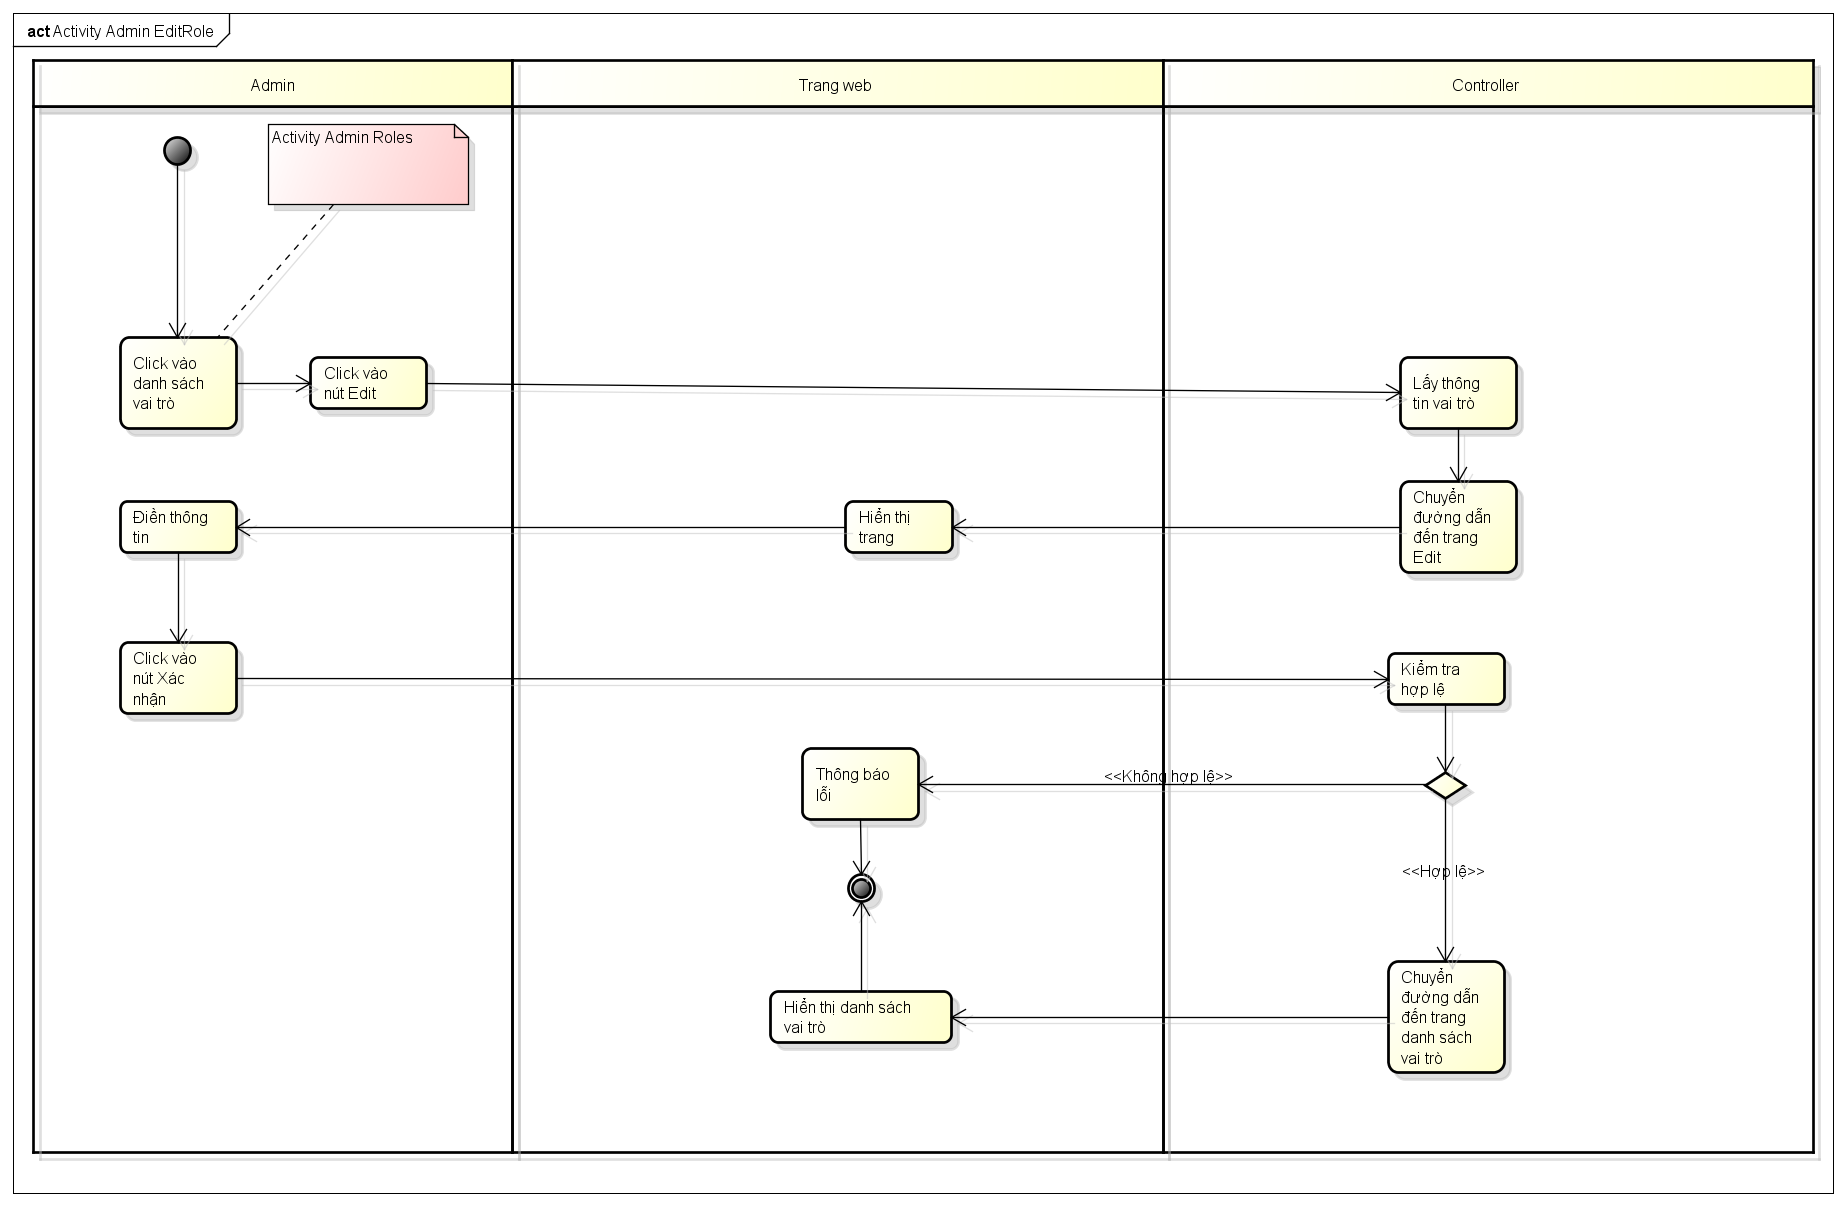 act Activity Admin EditRole
Admin
Trang web
Controller
Activity Admin Roles
Click vào
danh sách
vai trò
Click vào
nút Edit
Lấy thông
tin vai trò
Điền thông
tin
Hiển thị
trang
Chuyển
đường dẫn
đến trang
Edit
Click vào
nút Xác
nhận
Kiểm tra
hợp lệ
Thông báo
lỗi
<<Không hợp lệ>>
<<Hợp lệ>>
Hiển thị danh sách
vai trò
Chuyển
đường dẫn
đến trang
danh sách
vai trò